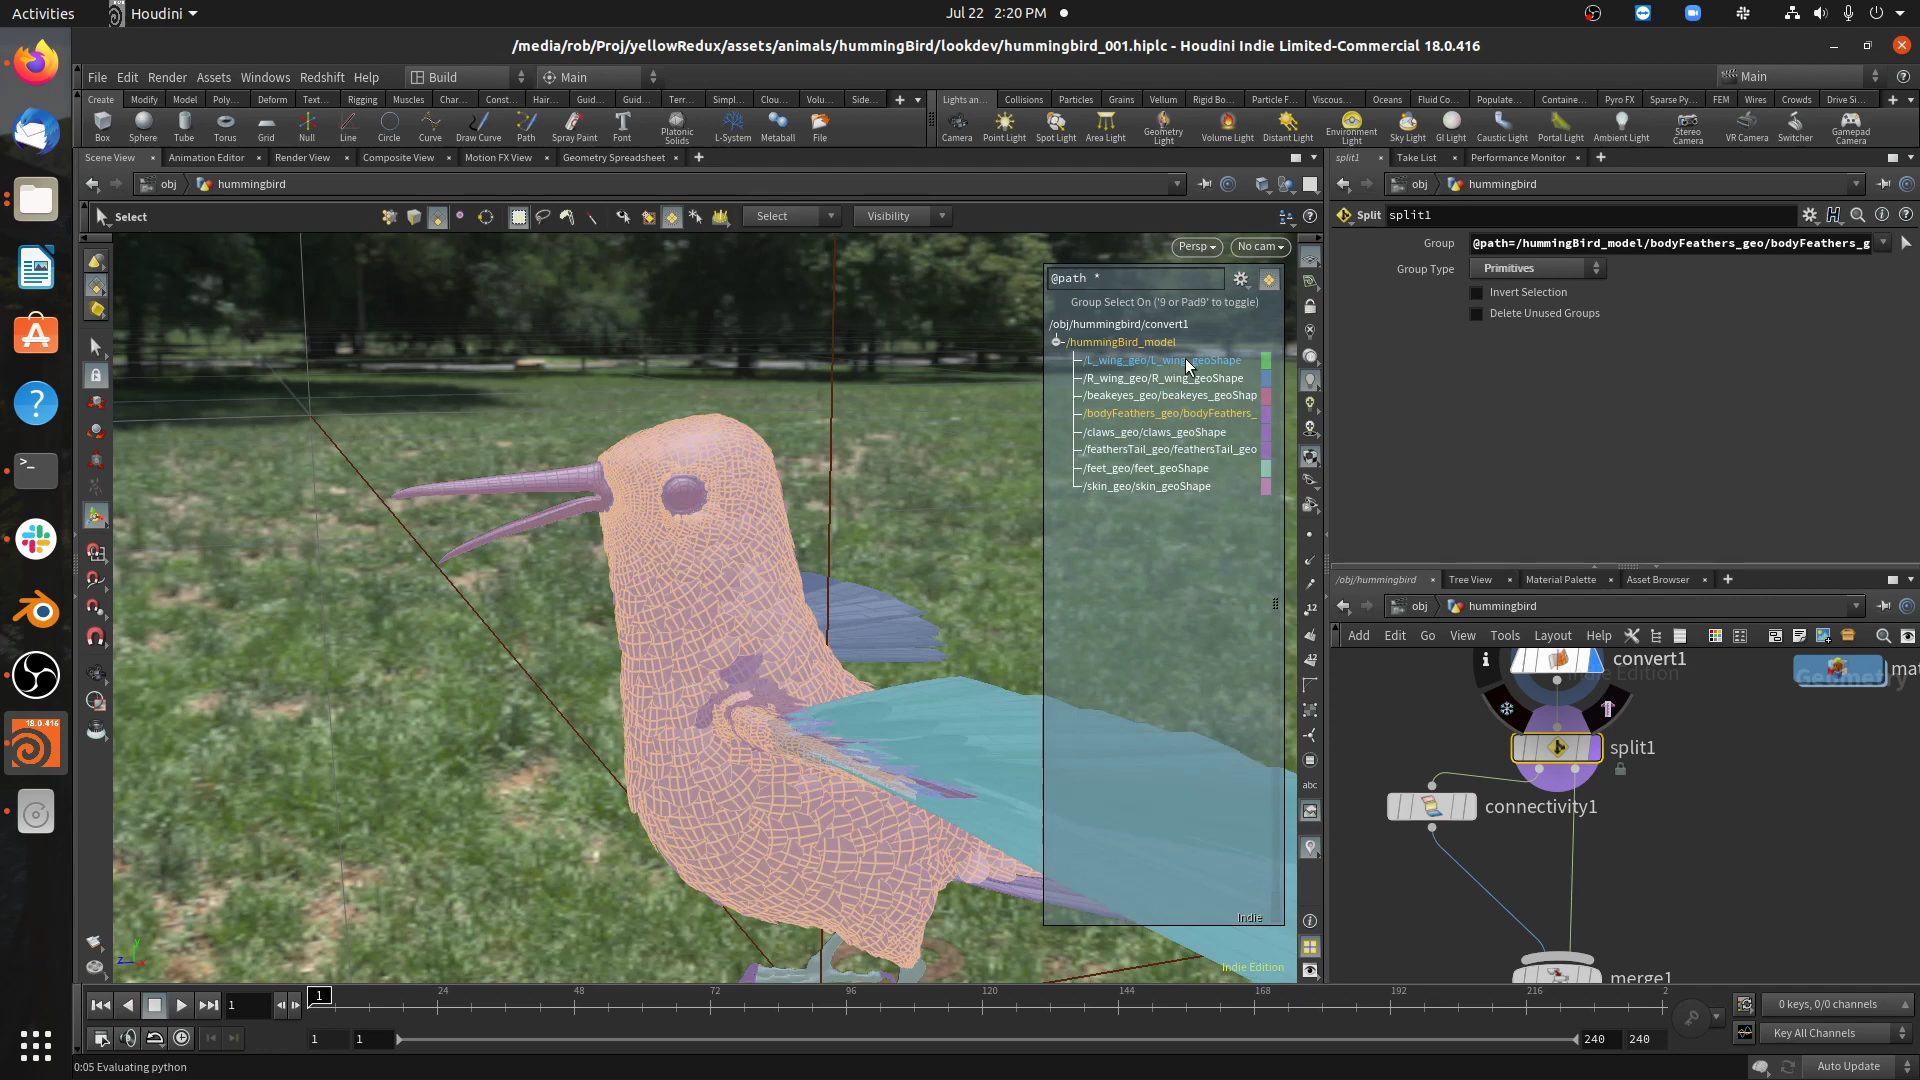 Activities
Houdini
Jul 22 2:20 PM
/media/rob/Proj/yellowRedux/assets/animals/hummingBird/lookdev/hummingbird_001.hiplc - Houdini Indie Limited-Commercial 18.0.416
File Edit Render Assets Windows Redshift Help
Build
Main
Main
Create Modify Model Poly... Deform Text... Rigging Muscles Char... Const... Hair... Guid... Guid... Terr... Simpl... Clou... Volu... Side...
Lights an... Collisions Particles Grains Vellum Rigid Bo... Particle F... Viscous... Oceans Fluid Co... Populate... Containe... Pyro FX Sparse Py... FEM Wires Crowds Drive Si...
Box Sphere Tube Torus Grid Null Line Circle Curve Draw Curve Path Spray Paint Font Platonic Solids L-System Metaball File
Camera Point Light Spot Light Area Light Geometry Light Volume Light Distant Light Environment Light Sky Light GI Light Caustic Light Portal Light Ambient Light Stereo Camera VR Camera Switcher Gamepad Camera
Scene View Animation Editor Render View Composite View Motion FX View Geometry Spreadsheet
split1 Take List Performance Monitor
obj hummingbird
obj hummingbird
Select
Select
Visibility
Split split1
Group @path=/hummingBird_model/bodyFeathers_geo/bodyFeathers_g
Group Type Primitives
Invert Selection
Delete Unused Groups
Persp No cam
@path *
Group Select On ('9 or Pad9' to toggle)
/obj/hummingbird/convert1
/hummingBird_model
/L_wing_geo/L_wing_geoShape
/R_wing_geo/R_wing_geoShape
/beakeyes_geo/beakeyes_geoShap
/bodyFeathers_geo/bodyFeathers_
/claws_geo/claws_geoShape
/feathersTail_geo/feathersTail_geo
/feet_geo/feet_geoShape
/skin_geo/skin_geoShape
Indie
Indie Edition
12
12
abc
/obj/hummingbird Tree View Material Palette Asset Browser
obj hummingbird
Add Edit Go View Tools Layout Help
convert1
Indie Edition
Geometry
mat
split1
connectivity1
merge1
18.0.416
y
z x
1
1
24 48 72 96 120 144 168 192 216 2
1
1
240
240
0 keys, 0/0 channels
Key All Channels
0:05 Evaluating python
Auto Update